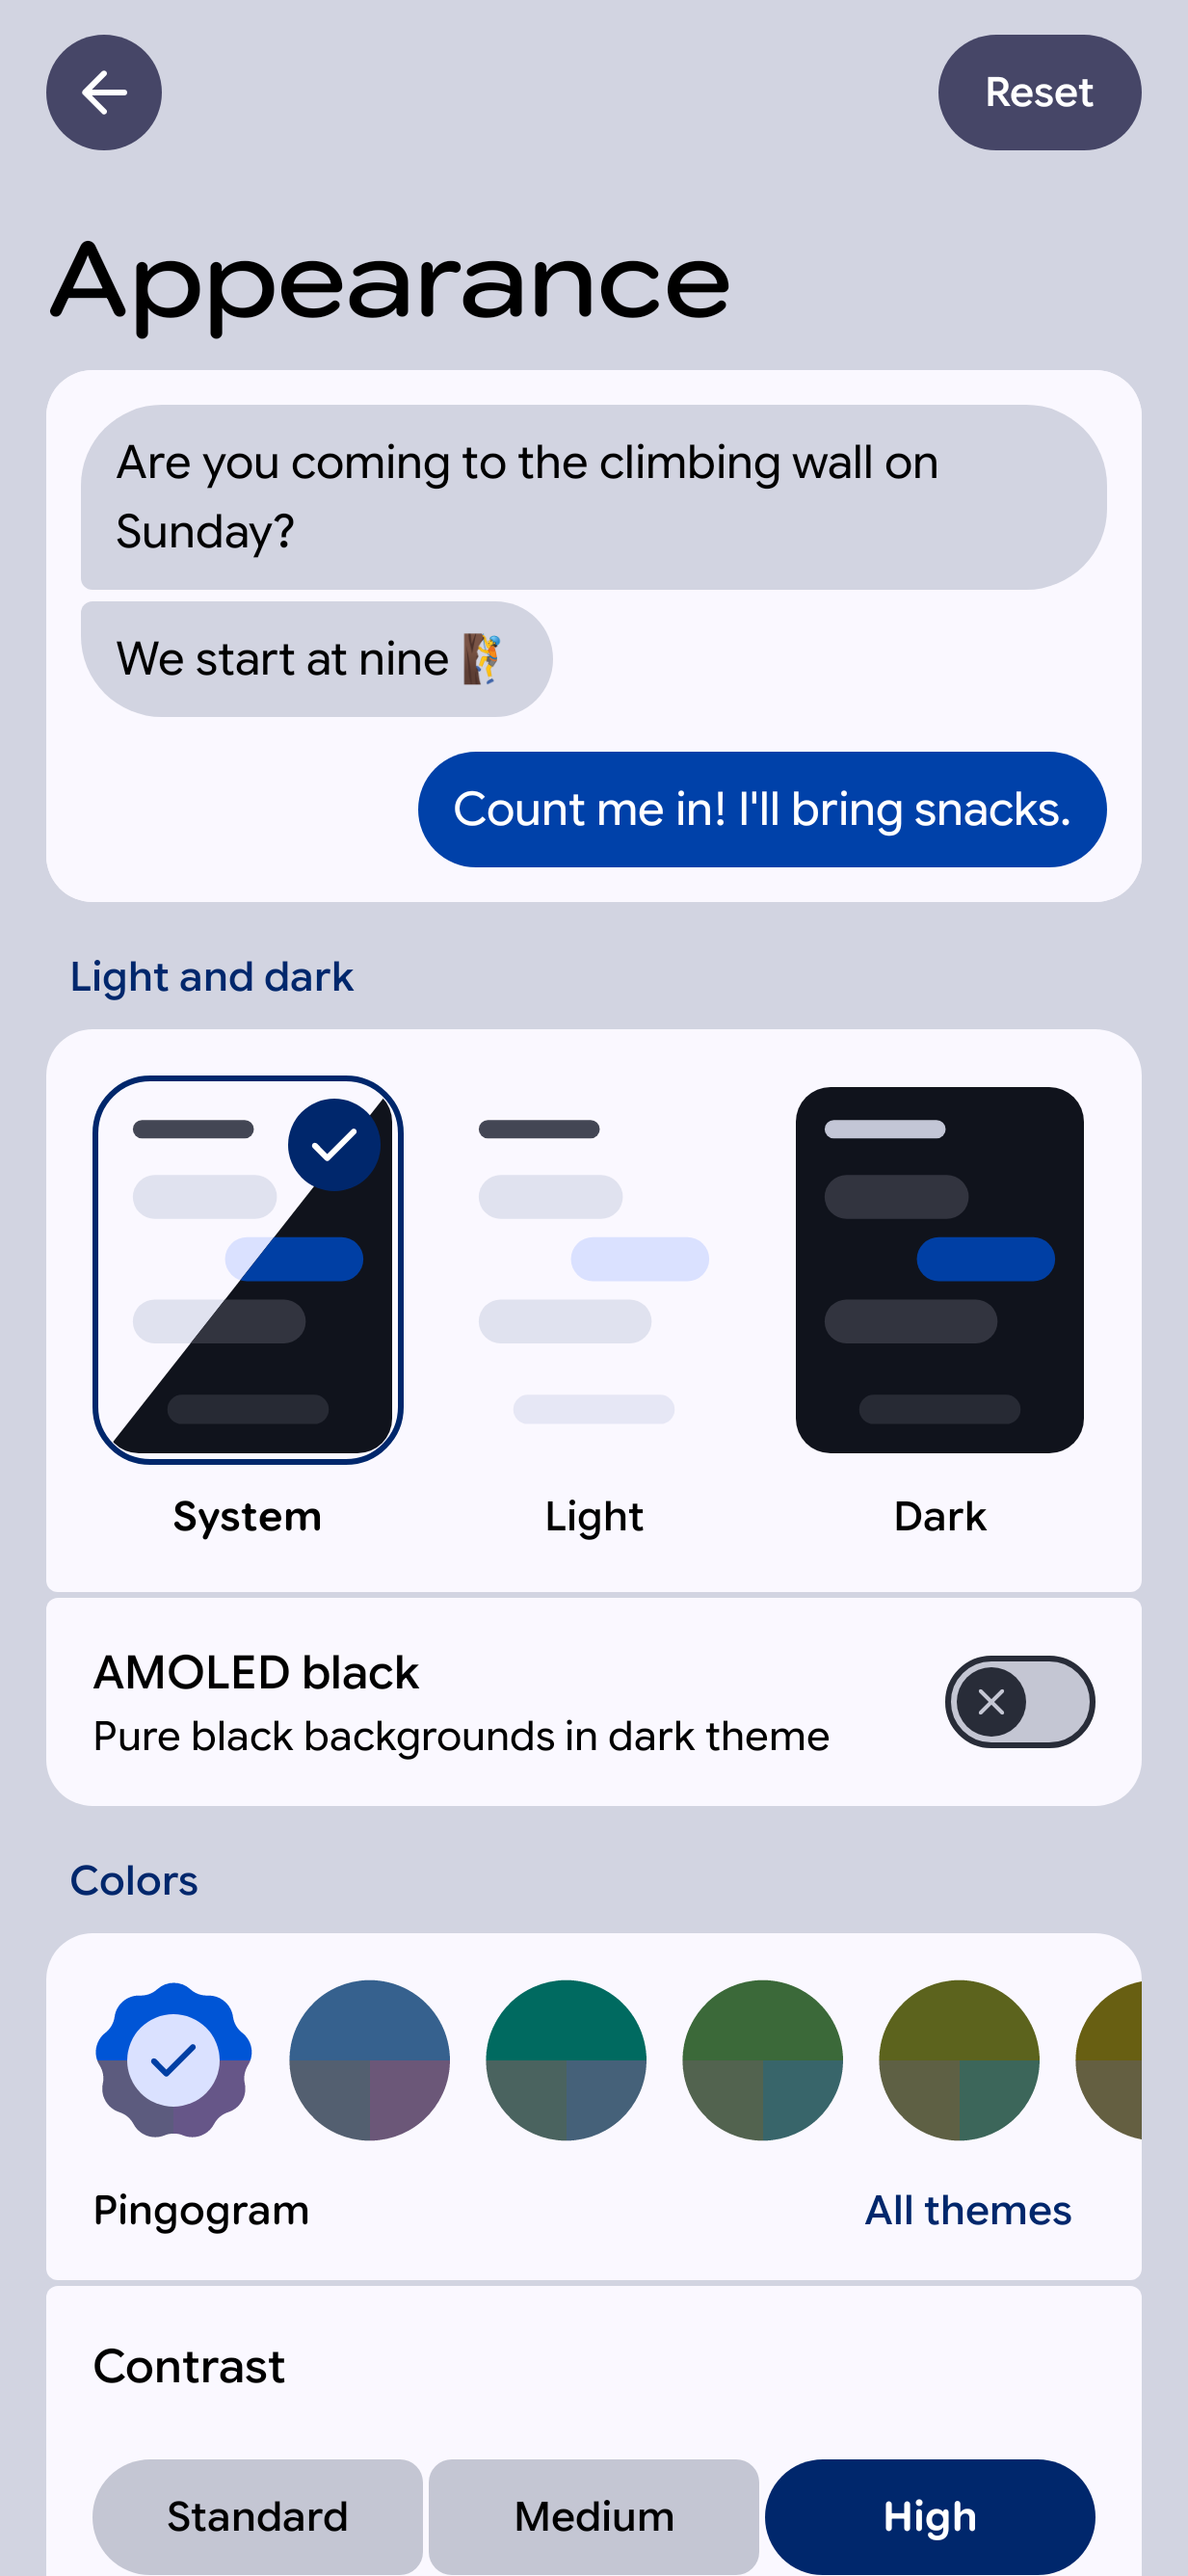 Reset
Appearance
Are you coming to the climbing wall on
Sunday?
We start at nine 🧗
Count me in! I'll bring snacks.
Light and dark
System
Light
Dark
AMOLED black
Pure black backgrounds in dark theme
Colors
Pingogram
All themes
Contrast
Standard
Medium
High